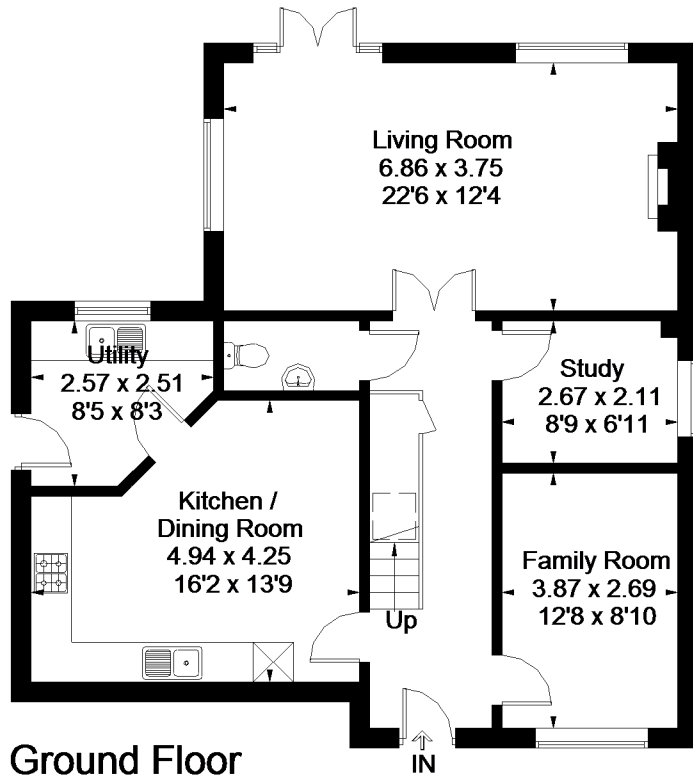 Living Room
6.86 x 3.75
22'6 x 12'4
Utility
2.57 x 2.51
8'5 x 8'3
Study
2.67 x 2.11
8'9 x 6'11
Kitchen /
Dining Room
4.94 x 4.25
16'2 x 13'9
Family Room
3.87 x 2.69
12'8 x 8'10
Up
IN
Ground Floor